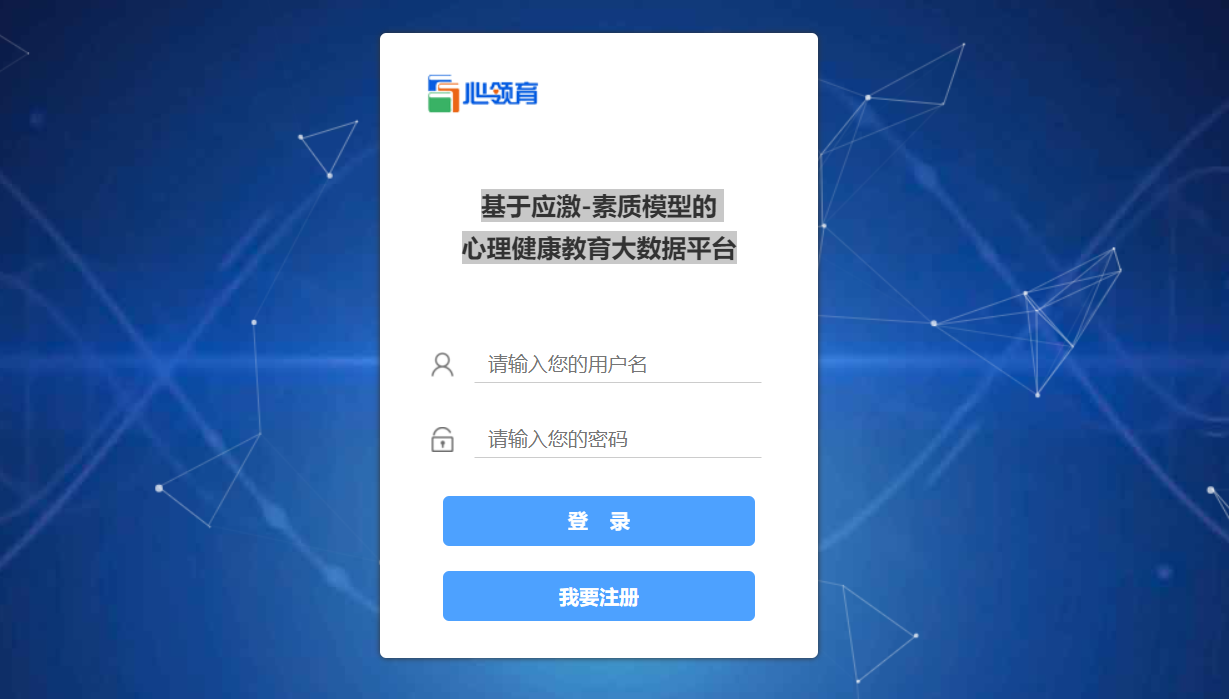 心领育
基于应激-素质模型的
心理健康教育大数据平台
请输入您的用户名
请输入您的密码
登 录
我要注册